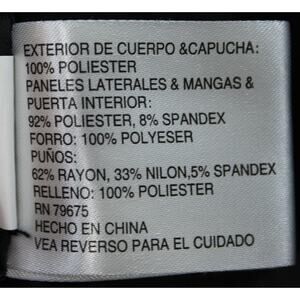 EXTERIOR DE CUERPO &CAPUCHA:
100% POLIESTER
PANELES LATERALES & MANGAS &
PUERTA INTERIOR:
92% POLIESTER, 8% SPANDEX
FORRO: 100% POLYESER
PUÑOS:
62% RAYON, 33% NILON,5% SPANDEX
RELLENO: 100% POLIESTER
RN 79675
HECHO EN CHINA
VEA REVERSO PARA EL CUIDADO